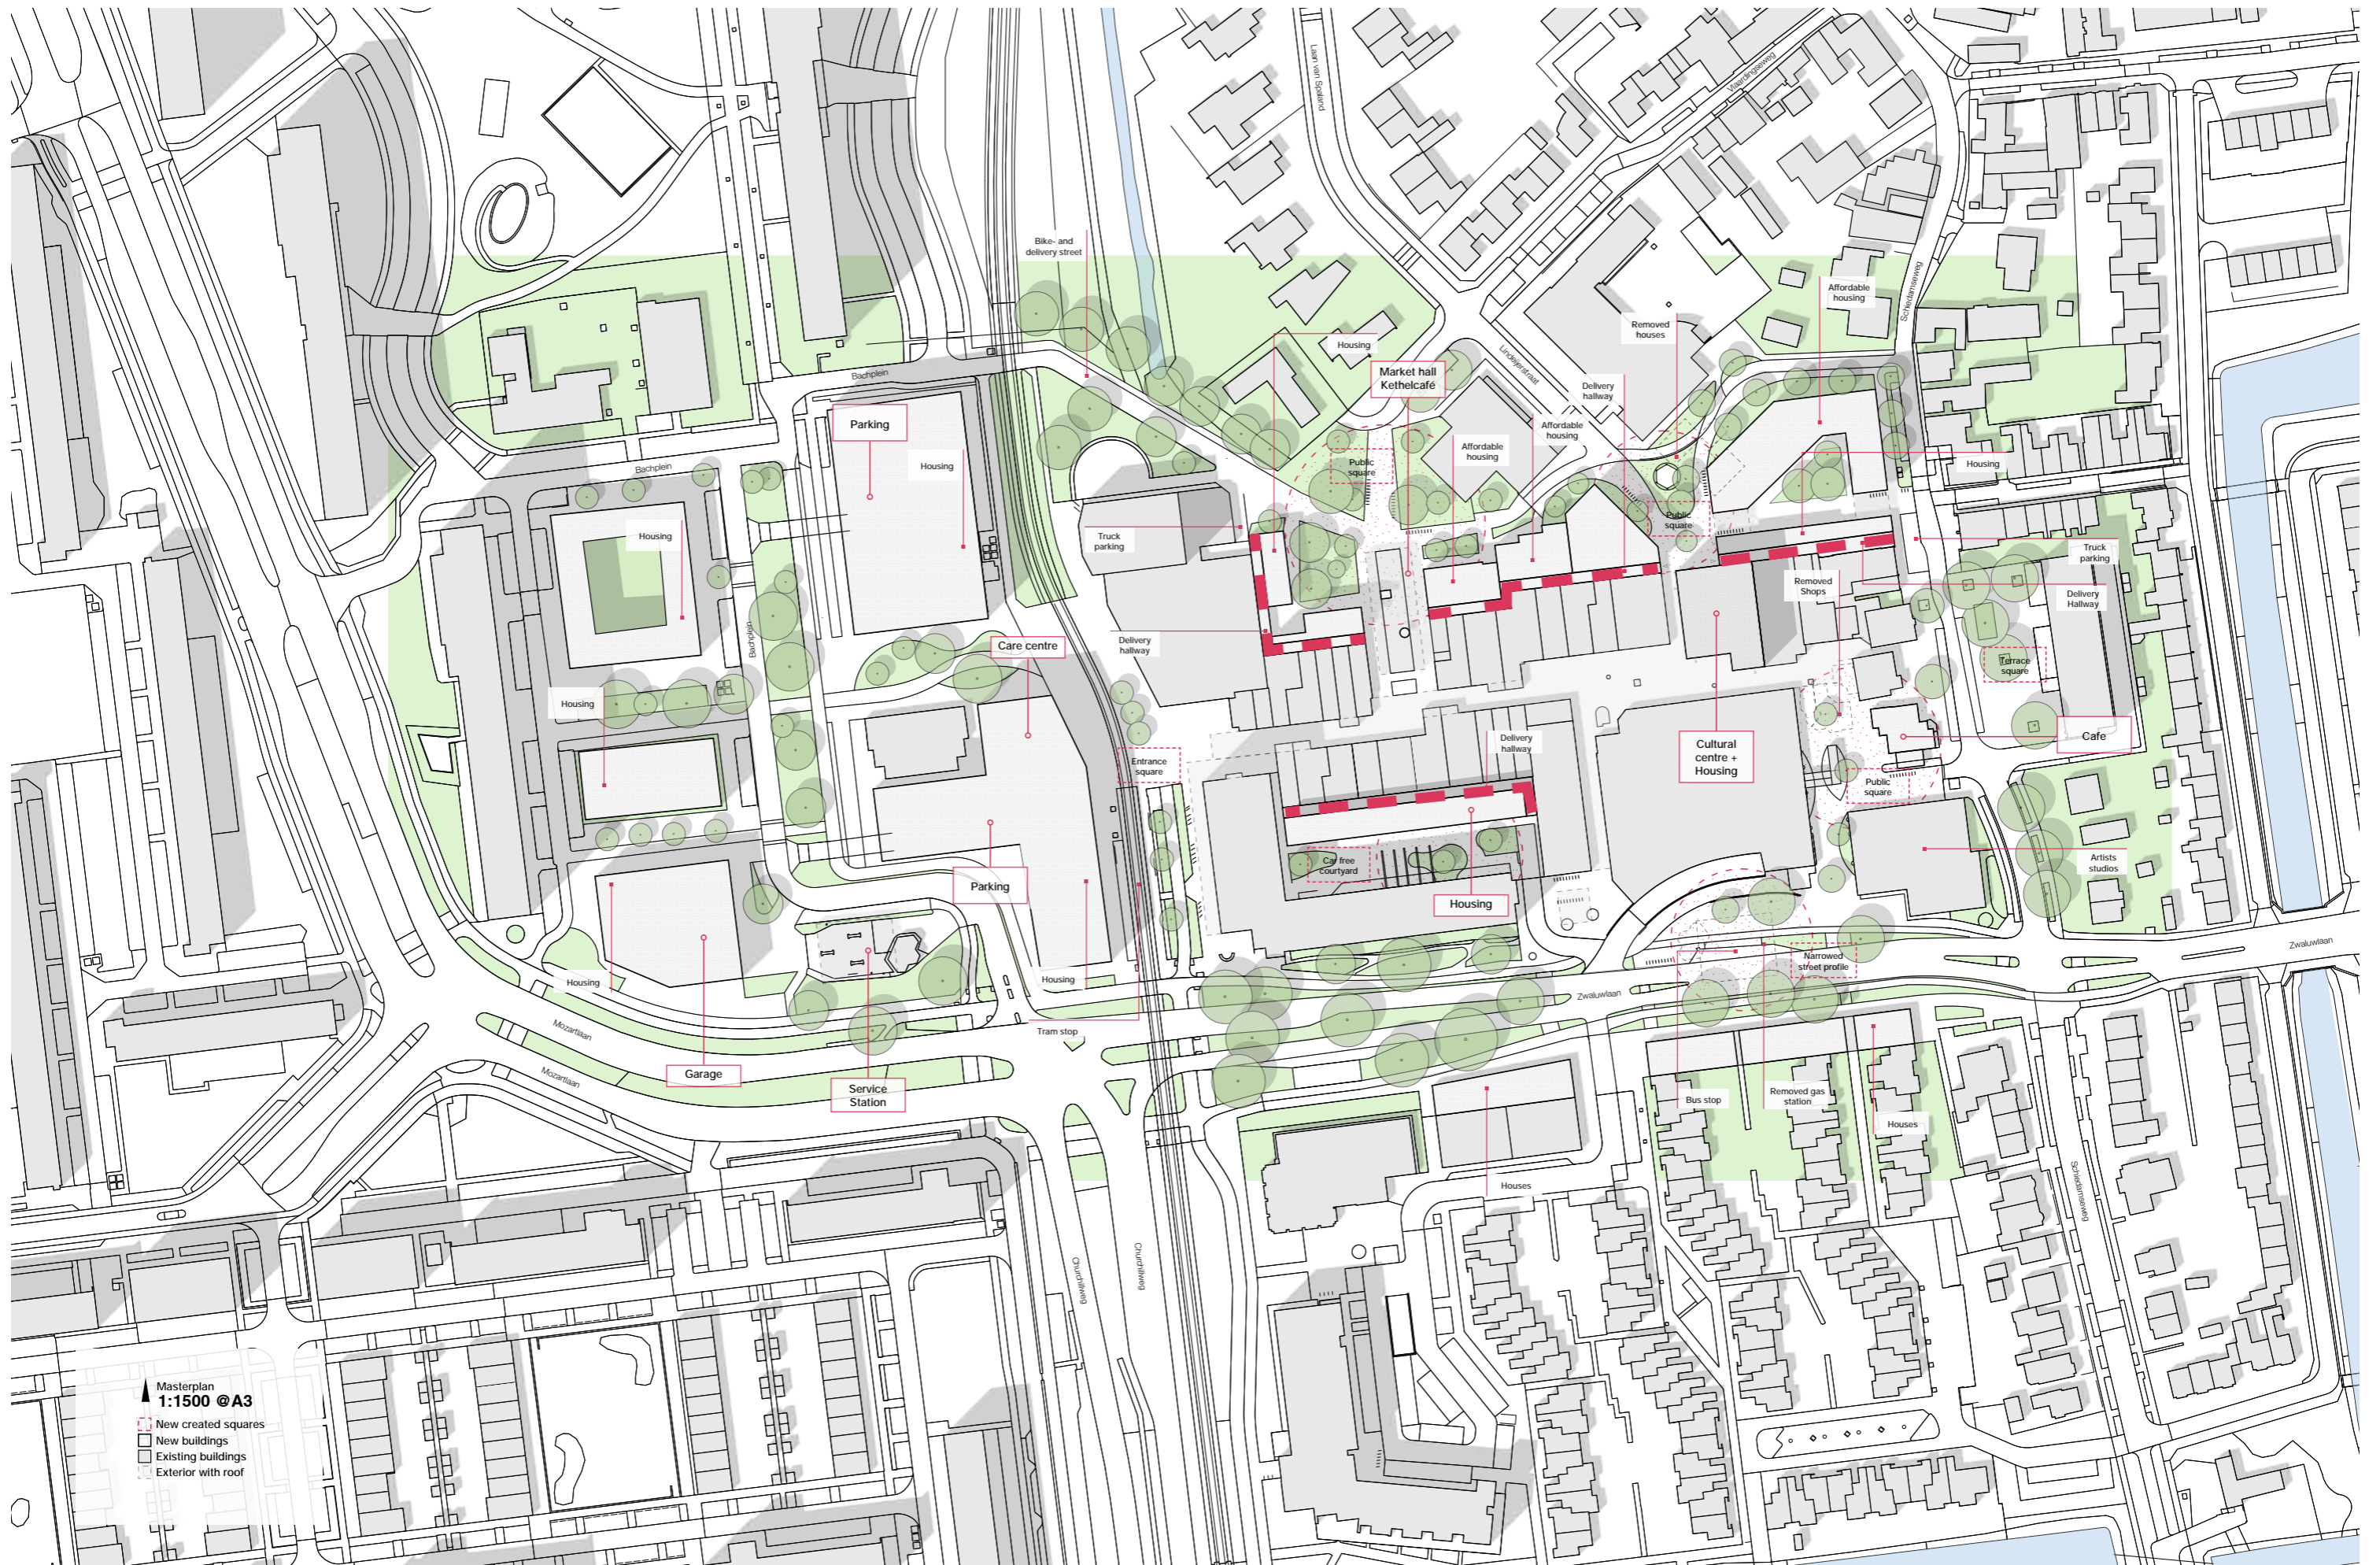 Laan van Spaland
Vlaardingseweg
Bike- and
delivery street
Schiedamseweg
Affordable
housing
Removed
houses
Housing
Lindeijerstraat
Bachplein
Market hall
Kethelcafé
Delivery
hallway
Parking
Affordable
housing
Affordable
housing
Housing
Public
square
Housing
Bachplein
Public
square
Housing
Truck
parking
Truck
parking
Removed
Shops
Delivery
Hallway
Bachplein
Care centre
Delivery
hallway
Terrace
square
Housing
Delivery
hallway
Cafe
Entrance
square
Cultural
centre +
Housing
Public
square
Car free
courtyard
Artists
studios
Parking
Housing
Zwaluwlaan
Narrowed
street profile
Housing
Housing
Zwaluwlaan
Mozartlaan
Tram stop
Garage
Mozartlaan
Service
Station
Bus stop
Removed gas
station
Houses
Houses
Schiedamseweg
Churchillweg
Churchillweg
Masterplan
1:1500 @A3
New created squares
New buildings
Existing buildings
Exterior with roof